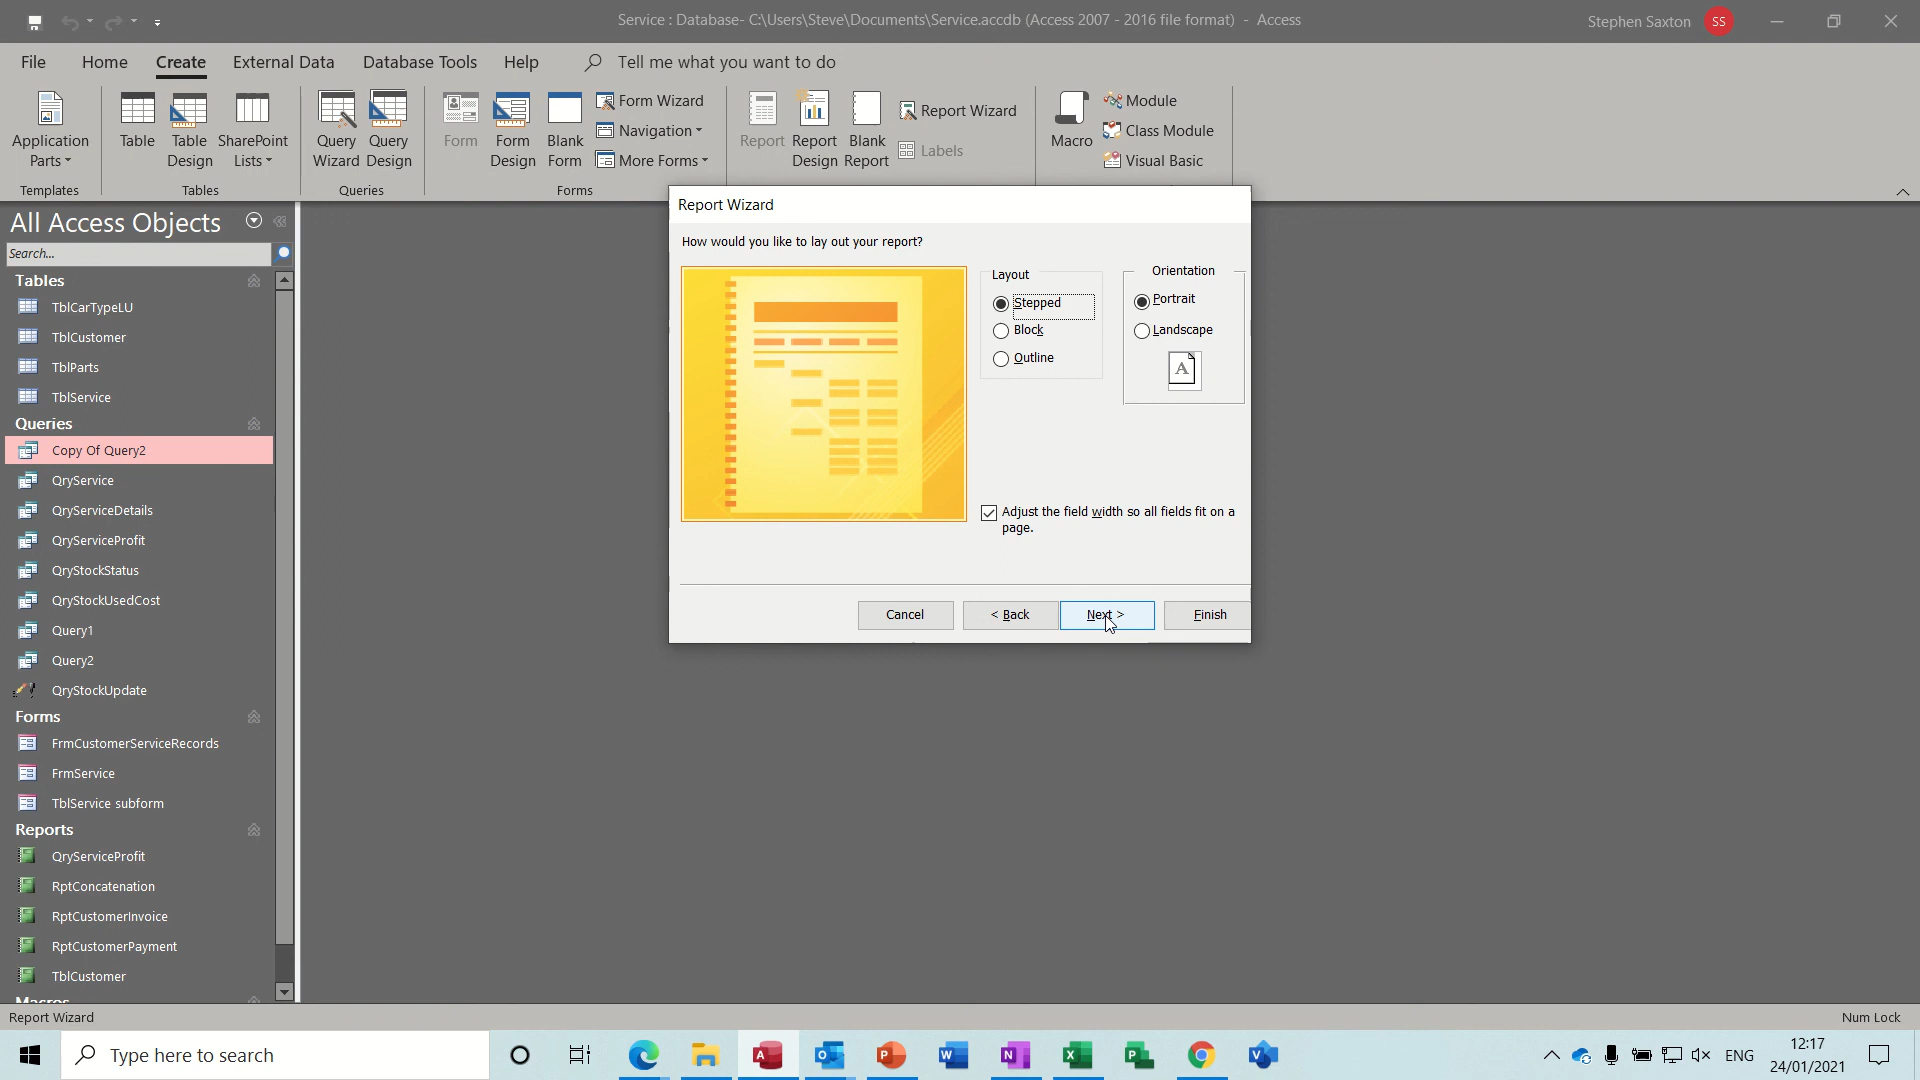 Service : Database- C:\Users\Steve\Documents\Service.accdb (Access 2007 - 2016 file format) - Access
Stephen Saxton
SS
File
Home
Create
External Data
Database Tools
Help
Tell me what you want to do
Application
Parts
Table
Table
Design
SharePoint
Lists
Query
Wizard
Query
Design
Form
Form
Design
Blank
Form
Form Wizard
Navigation
More Forms
Report
Report
Design
Blank
Report
Report Wizard
Labels
Macro
Module
Class Module
Visual Basic
Templates
Tables
Queries
Forms
All Access Objects
Search...
Tables
TblCarTypeLU
TblCustomer
TblParts
TblService
Queries
Copy Of Query2
QryService
QryServiceDetails
QryServiceProfit
QryStockStatus
QryStockUsedCost
Query1
Query2
QryStockUpdate
Forms
FrmCustomerServiceRecords
FrmService
TblService subform
Reports
QryServiceProfit
RptConcatenation
RptCustomerInvoice
RptCustomerPayment
TblCustomer
Macros
Report Wizard
How would you like to lay out your report?
Layout
Stepped
Block
Outline
Orientation
Portrait
Landscape
A
Adjust the field width so all fields fit on a
page.
Cancel
< Back
Next >
Finish
Report Wizard
Num Lock
Type here to search
ENG
12:17
24/01/2021